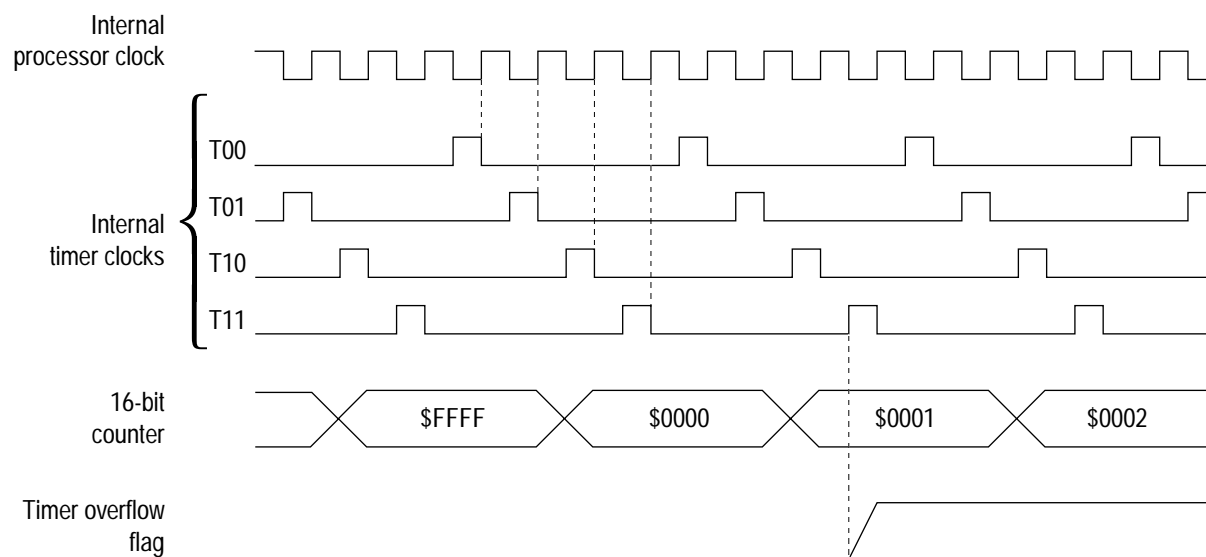 Internal
processor clock
T00
T01
Internal
timer clocks
T10
T11
16-bit
counter
$FFFF
$0000
$0001
$0002
Timer overflow
flag